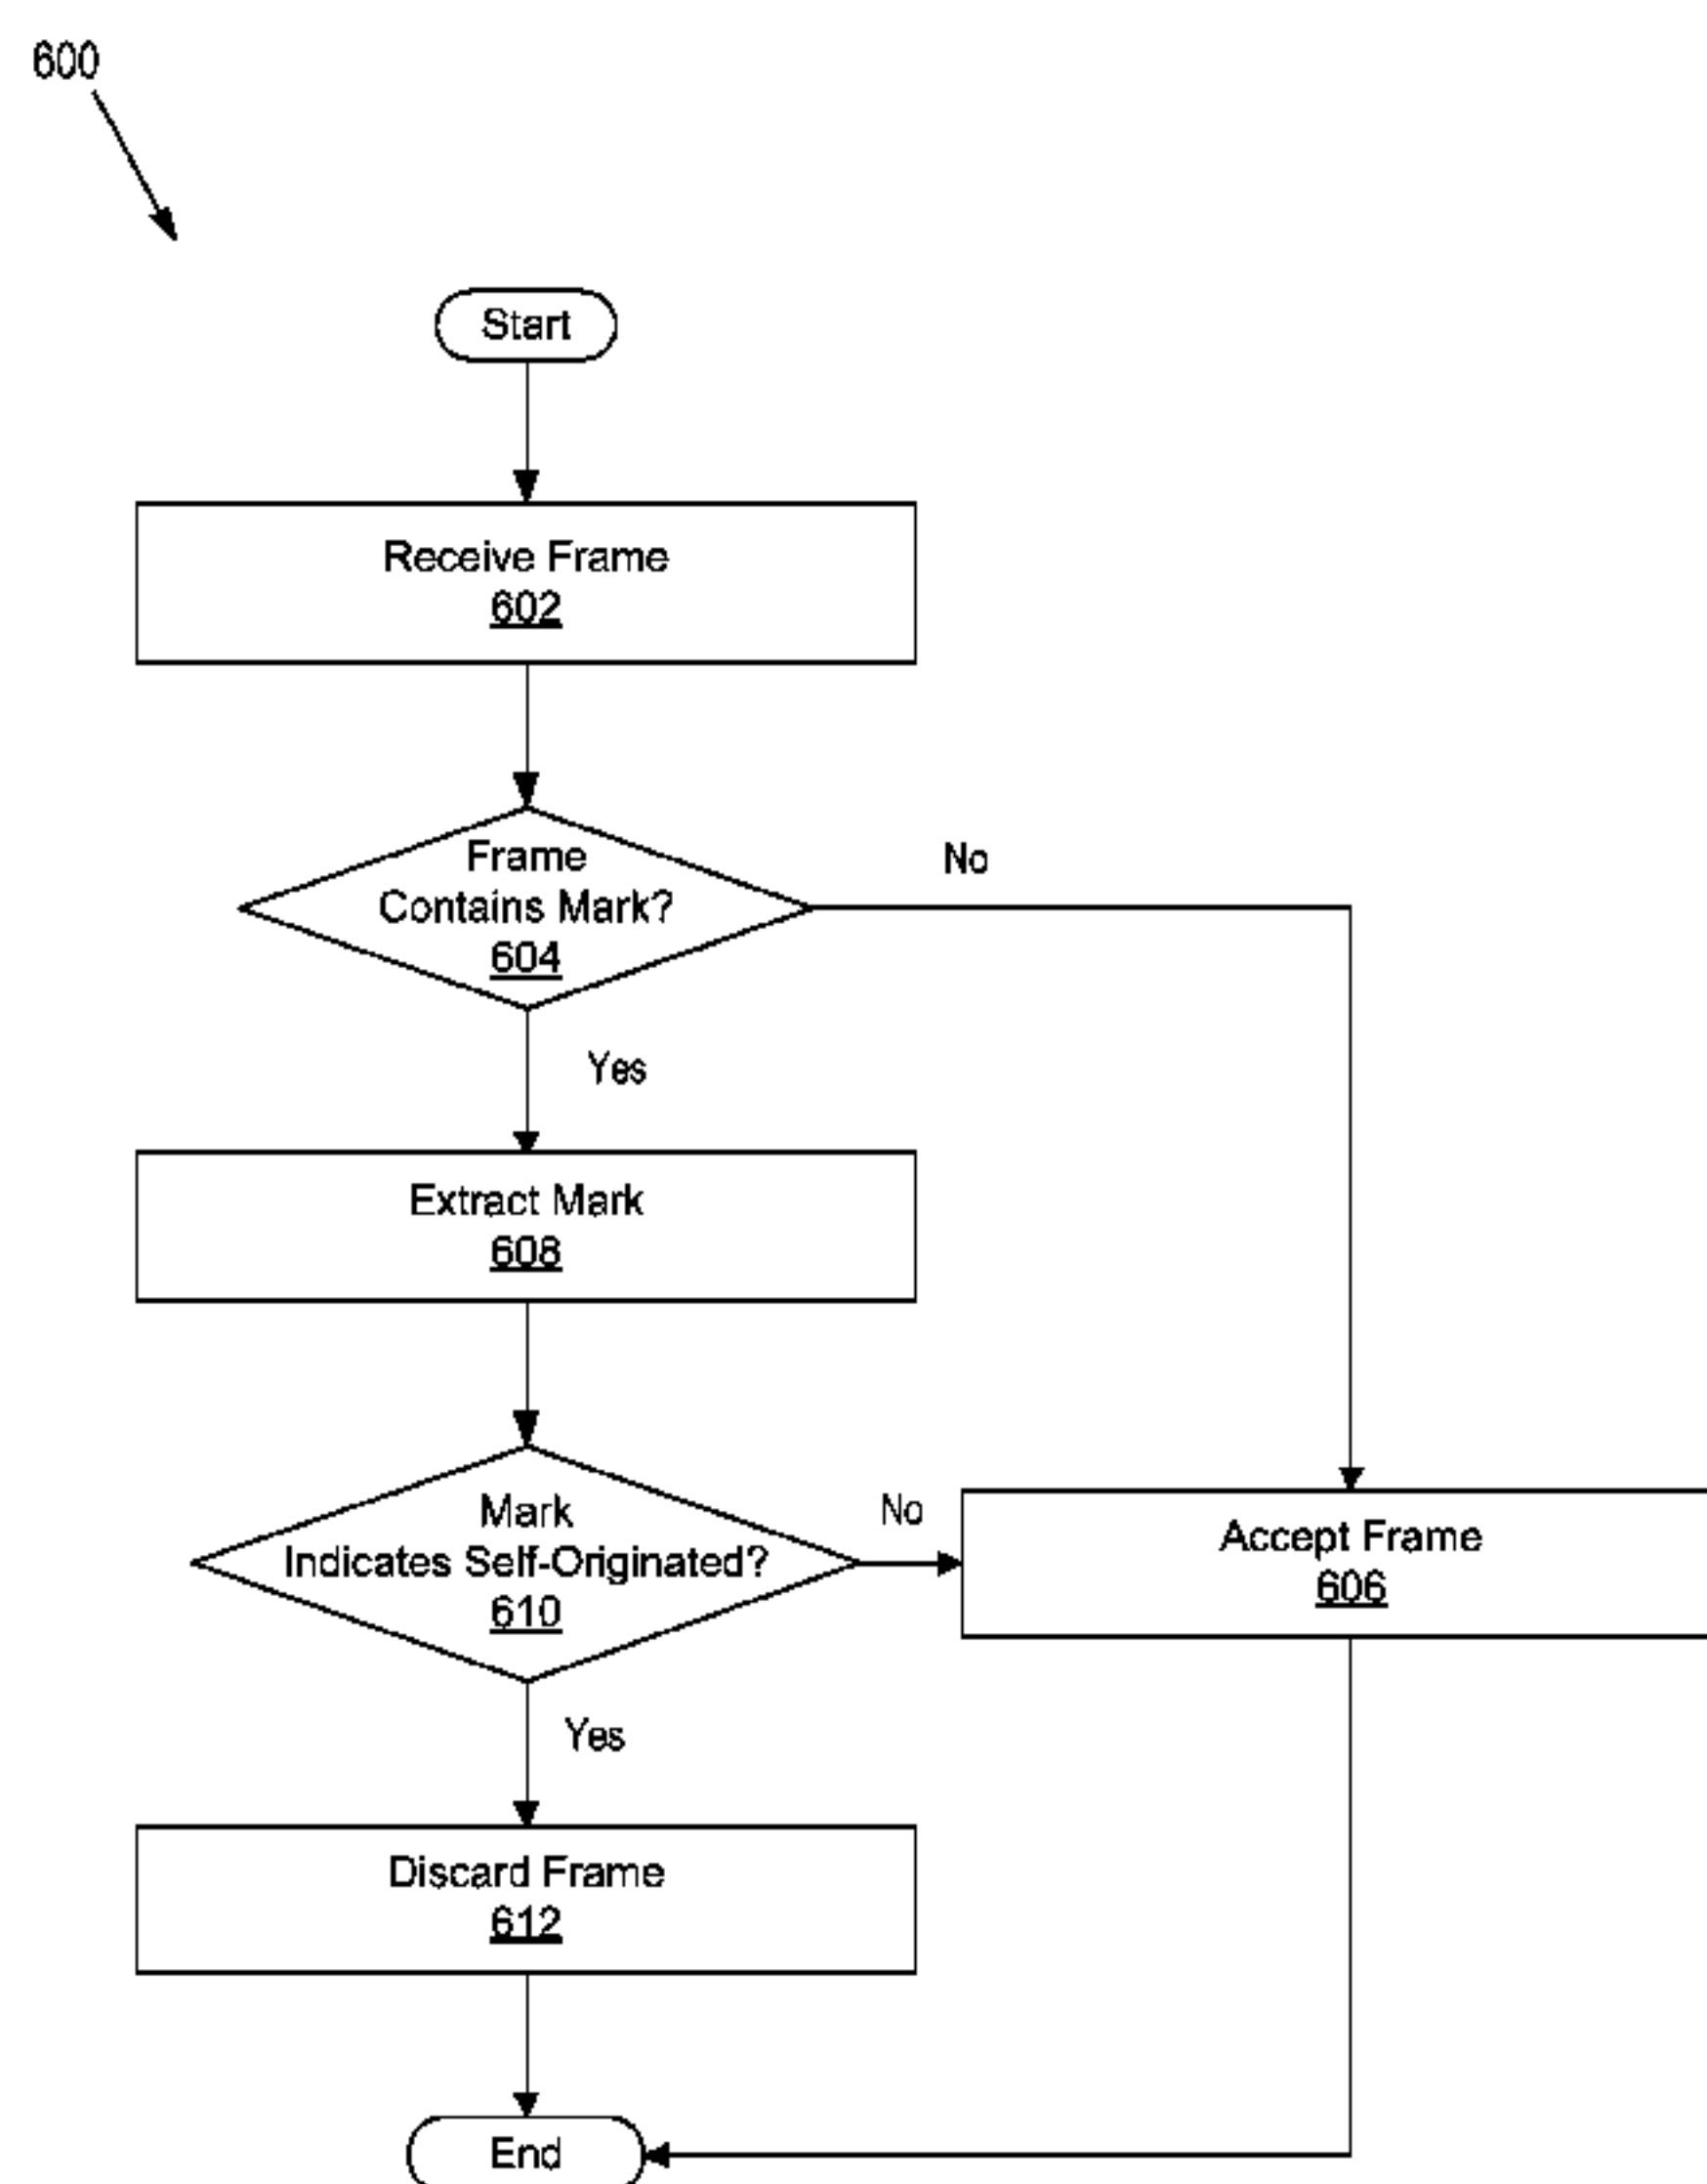 600
Start
Receive Frame
602
Frame
Contains Mark?
604
No
Yes
Extract Mark
608
Mark
Indicates Self-Originated?
610
No
Accept Frame
606
Yes
Discard Frame
612
End